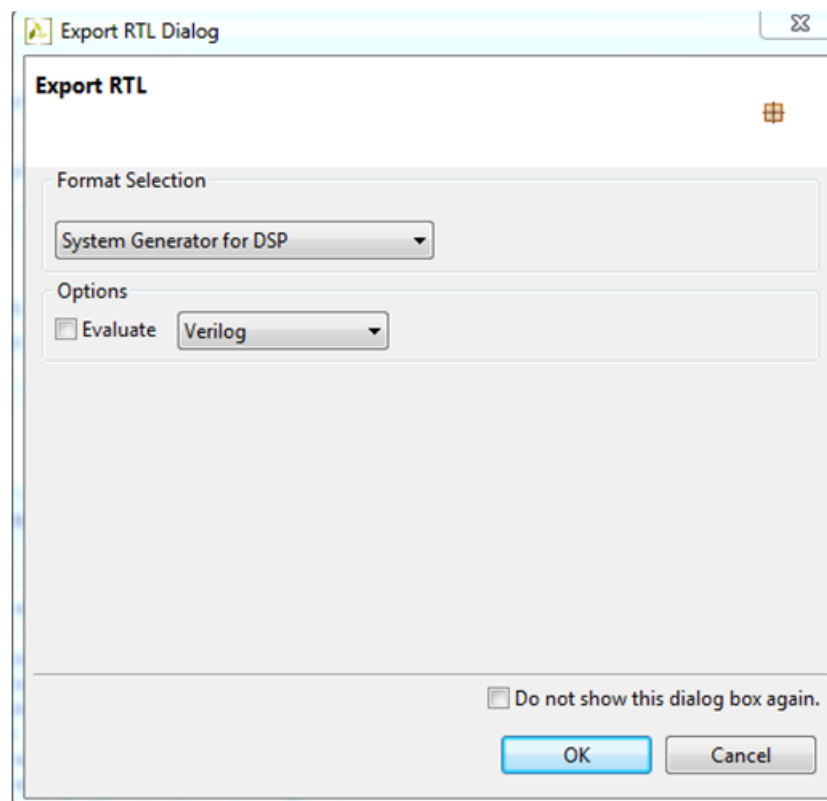 Export RTL Dialog
Export RTL
Format Selection
System Generator for DSP
Options
Evaluate Verilog
Do not show this dialog box again.
OK Cancel